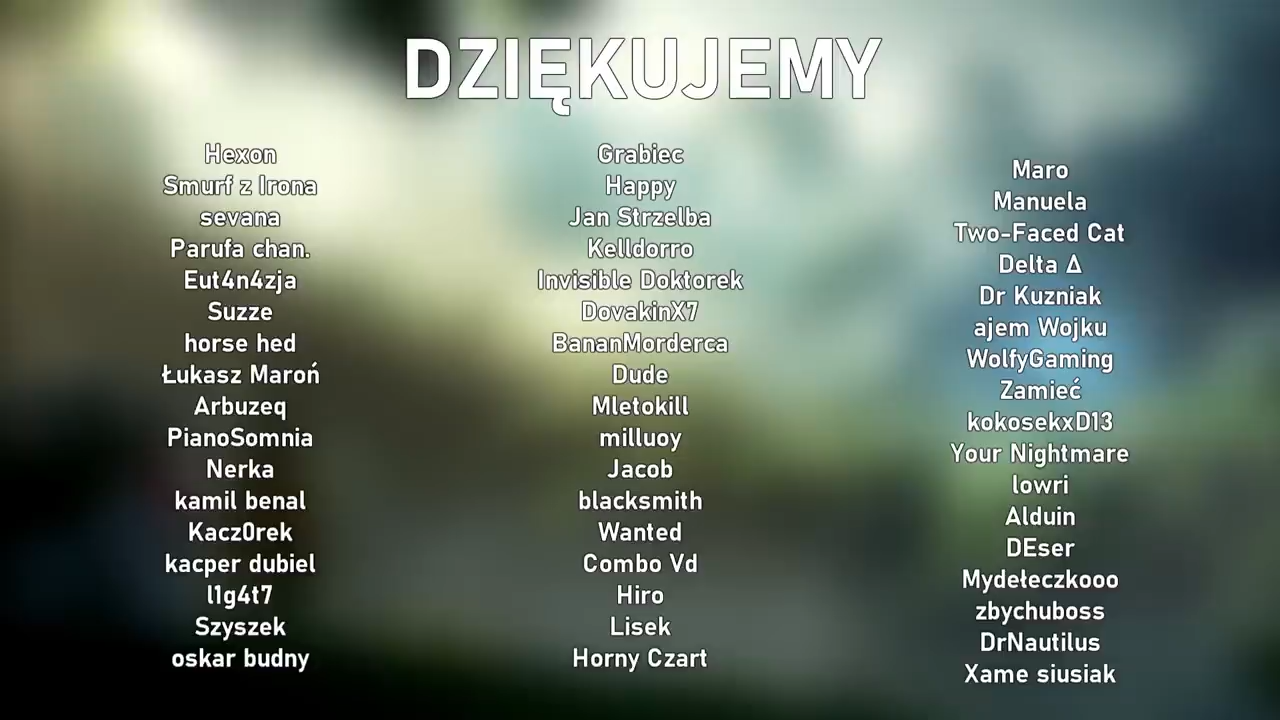 DZIĘKUJEMY
Hexon
Smurf z Irona
sevana
Parufa chan.
Eut4n4zja
Suzze
horse hed
Łukasz Maroń
Arbuzeq
PianoSomnia
Nerka
kamil benal
Kacz0rek
kacper dubiel
l1g4t7
Szyszek
oskar budny
Grabiec
Happy
Jan Strzelba
Kelldorro
Invisible Doktorek
DovakinX7
BananMorderca
Dude
Mletokill
milluoy
Jacob
blacksmith
Wanted
Combo Vd
Hiro
Lisek
Horny Czart
Maro
Manuela
Two-Faced Cat
Delta Δ
Dr Kuzniak
ajem Wojku
WolfyGaming
Zamieć
kokosekxD13
Your Nightmare
lowri
Alduin
DEser
Mydełeczkooo
zbychuboss
DrNautilus
Xame siusiak